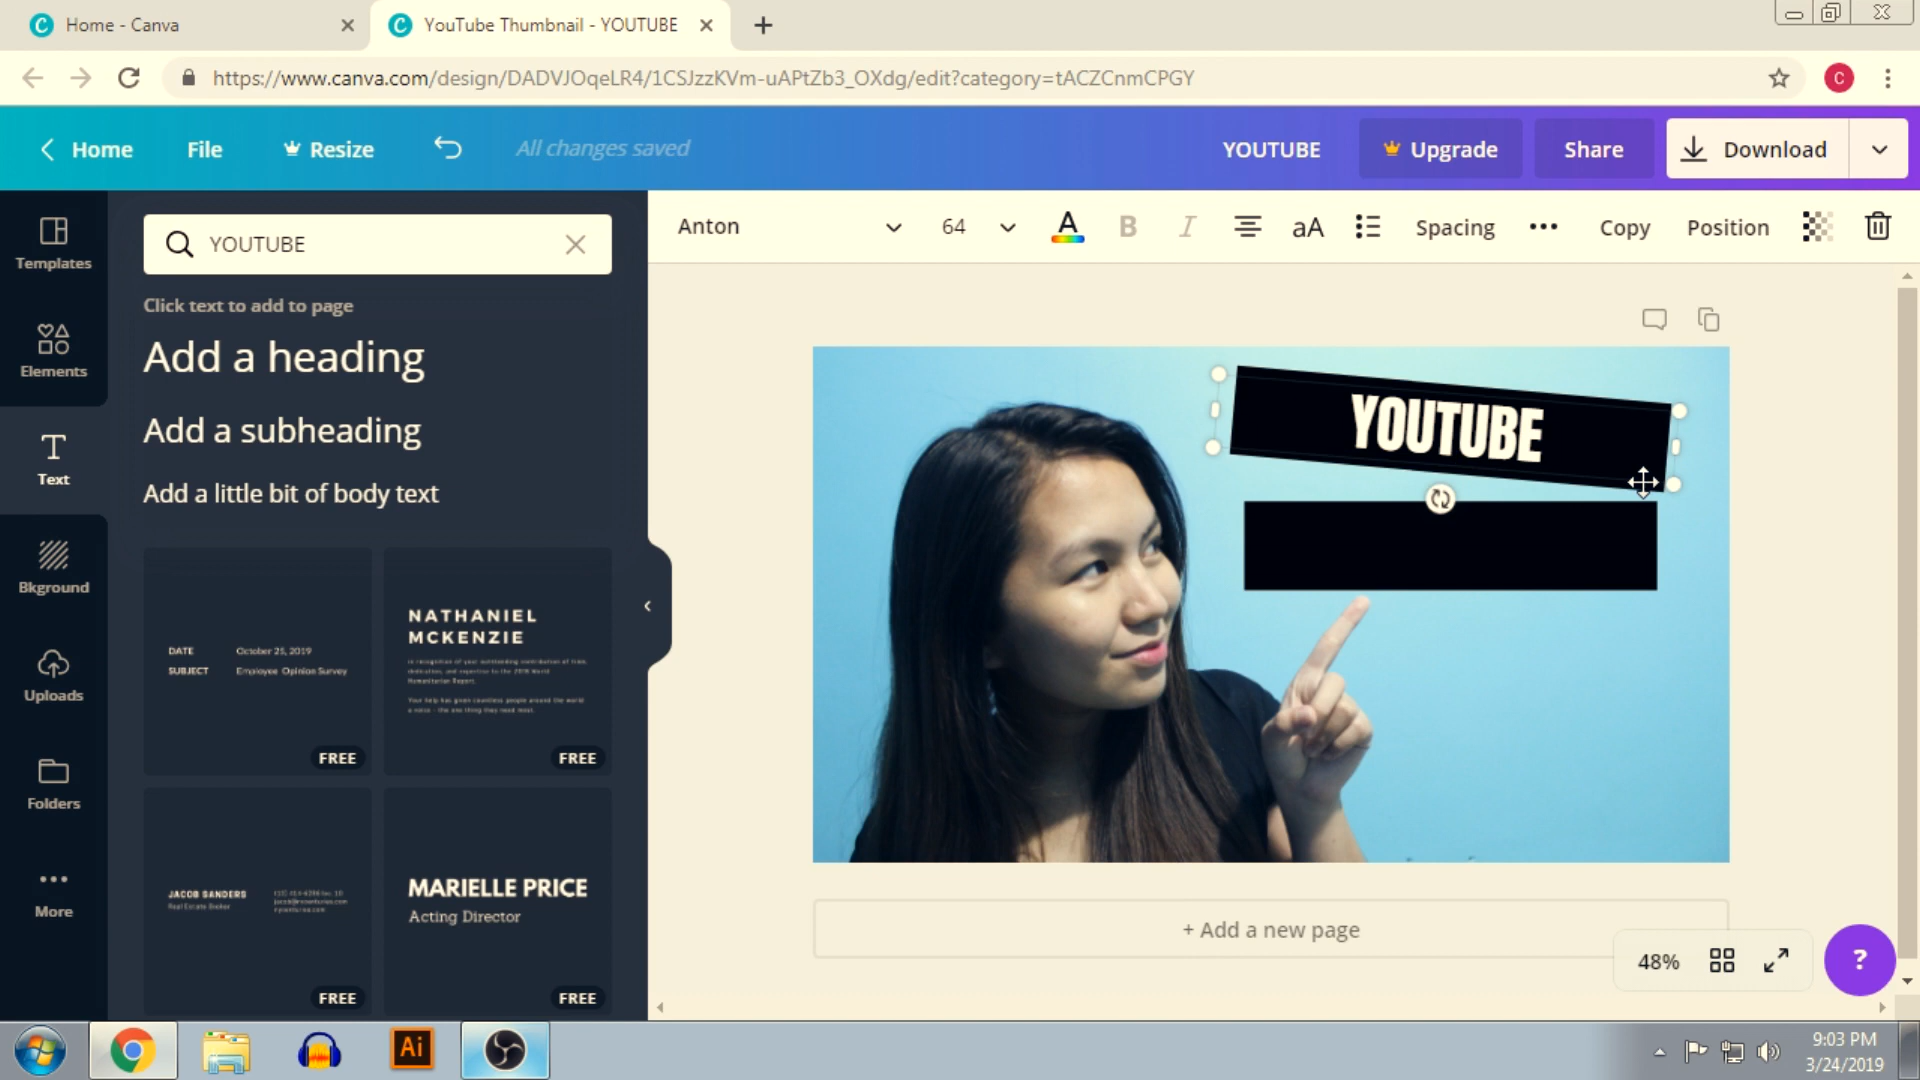 Home - Canva
YouTube Thumbnail - YOUTUBE
https://www.canva.com/design/DADVJOqeLR4/1CSJzzKVm-uAPtZb3_OXdg/edit?category=tACZCnmCPGY
C
Home
File
Resize
All changes saved
YOUTUBE
Upgrade
Share
Download
Templates
Elements
Text
Bkground
Uploads
Folders
More
YOUTUBE
Click text to add to page
Add a heading
Add a subheading
Add a little bit of body text
DATE October 25, 2019
SUBJECT Employee Opinion Survey
FREE
NATHANIEL
MCKENZIE
FREE
JACOB SANDERS
Real Estate Broker
FREE
MARIELLE PRICE
Acting Director
FREE
Anton
64
A
B
I
aA
Spacing
Copy
Position
YOUTUBE
+ Add a new page
48%
?
Ai
9:03 PM
3/24/2019